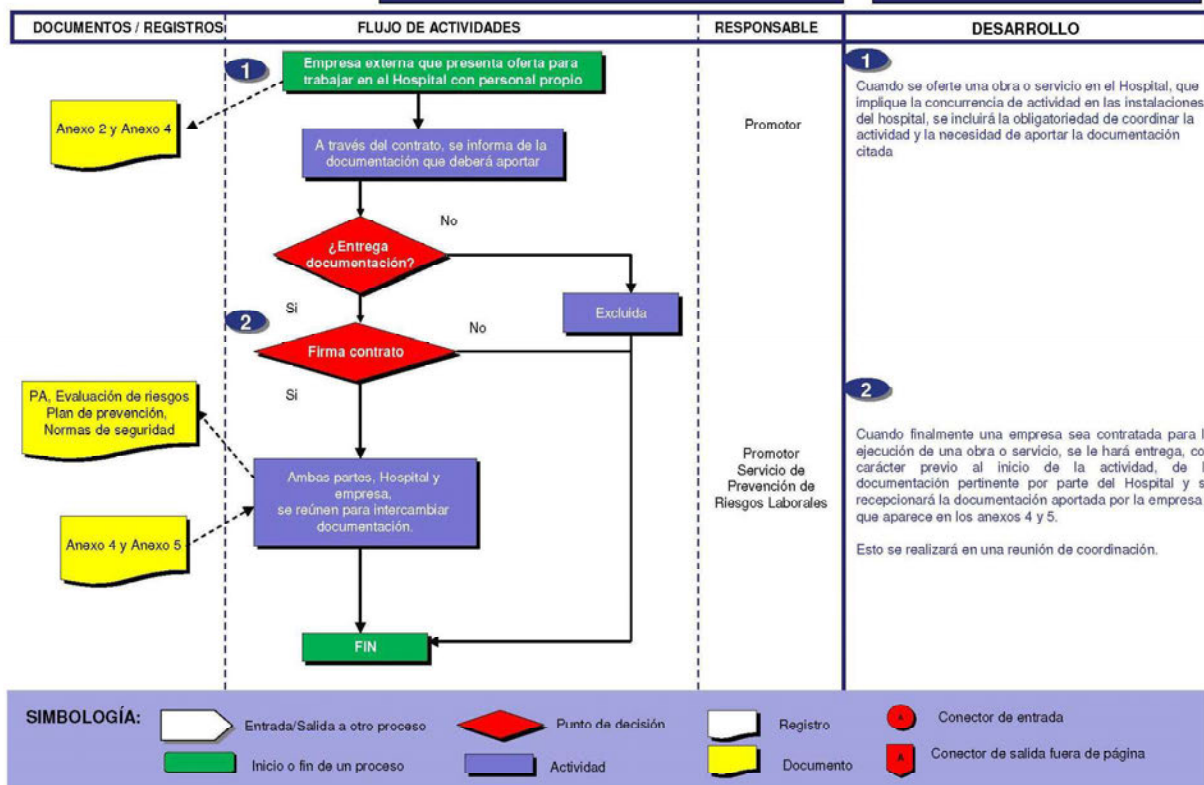 DOCUMENTOS / REGISTROS
FLUJO DE ACTIVIDADES
RESPONSABLE
DESARROLLO
1
Empresa externa que presenta oferta para
trabajar en el Hospital con personal propio
Anexo 2 y Anexo 4
A través del contrato, se informa de la
documentación que deberá aportar
Promotor
1
Cuando se oferte una obra o servicio en el Hospital, que
implique la concurrencia de actividad en las instalaciones
del hospital, se incluirá la obligatoriedad de coordinar la
actividad y la necesidad de aportar la documentación
citada
¿Entrega
documentación?
No
Si
Excluida
2
Firma contrato
No
Si
PA, Evaluación de riesgos
Plan de prevención,
Normas de seguridad
Ambas partes, Hospital y
empresa,
se reúnen para intercambiar
documentación.
Anexo 4 y Anexo 5
Promotor
Servicio de
Prevención de
Riesgos Laborales
2
Cuando finalmente una empresa sea contratada para l
ejecución de una obra o servicio, se le hará entrega, co
carácter previo al inicio de la actividad, de l
documentación pertinente por parte del Hospital y s
recepcionará la documentación aportada por la empresa
que aparece en los anexos 4 y 5.
Esto se realizará en una reunión de coordinación.
FIN
SIMBOLOGÍA:
Entrada/Salida a otro proceso
Punto de decisión
Registro
A
Conector de entrada
Inicio o fin de un proceso
Actividad
Documento
A
Conector de salida fuera de página